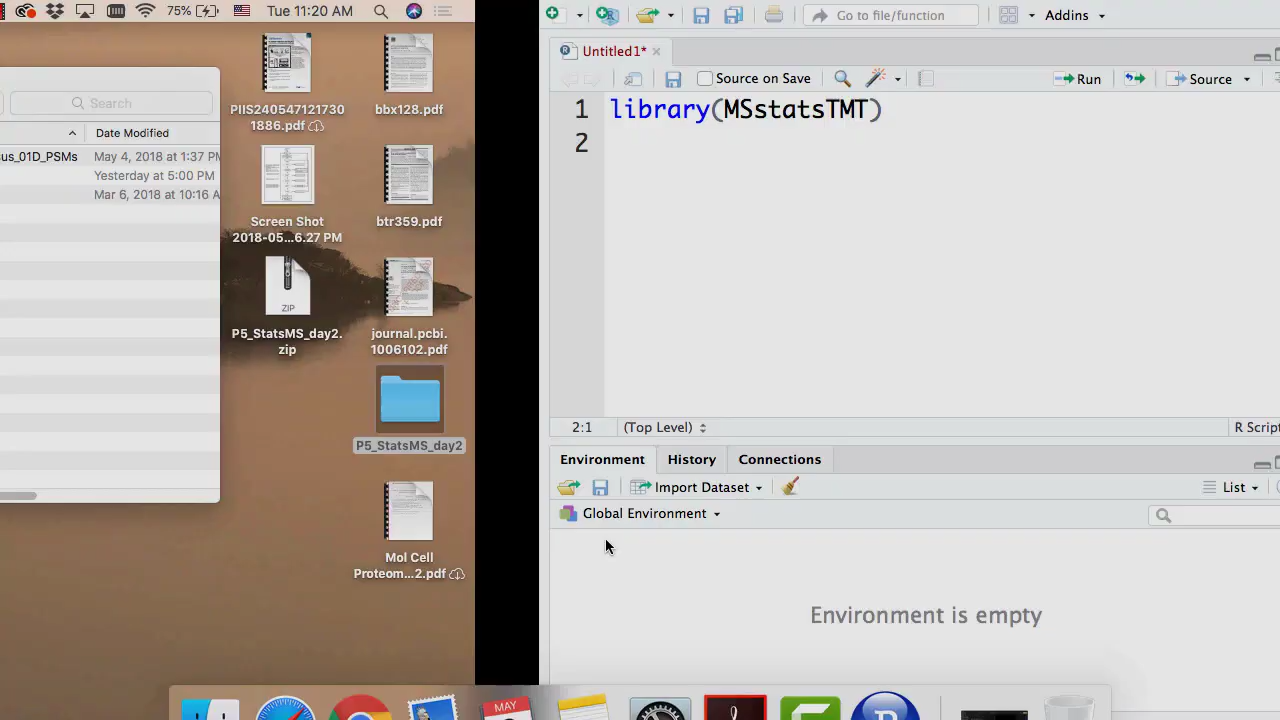 75%
Tue 11:20 AM
Search
Date Modified
us_01D_PSMs
May 4, 2018 at 1:37 PM
Yesterday at 5:00 PM
Mar 6, 2018 at 10:16 A
PIIS240547121730
1886.pdf
bbx128.pdf
Screen Shot
2018-05...6.27 PM
btr359.pdf
ZIP
P5_StatsMS_day2.
zip
journal.pcbi.
1006102.pdf
P5_StatsMS_day2
Mol Cell
Proteom...2.pdf
MAY
Go to file/function
Addins
Untitled1*
Source on Save
Run
Source
1 library(MSstatsTMT)
2
2:1
(Top Level)
R Script
Environment
History
Connections
Import Dataset
List
Global Environment
Environment is empty